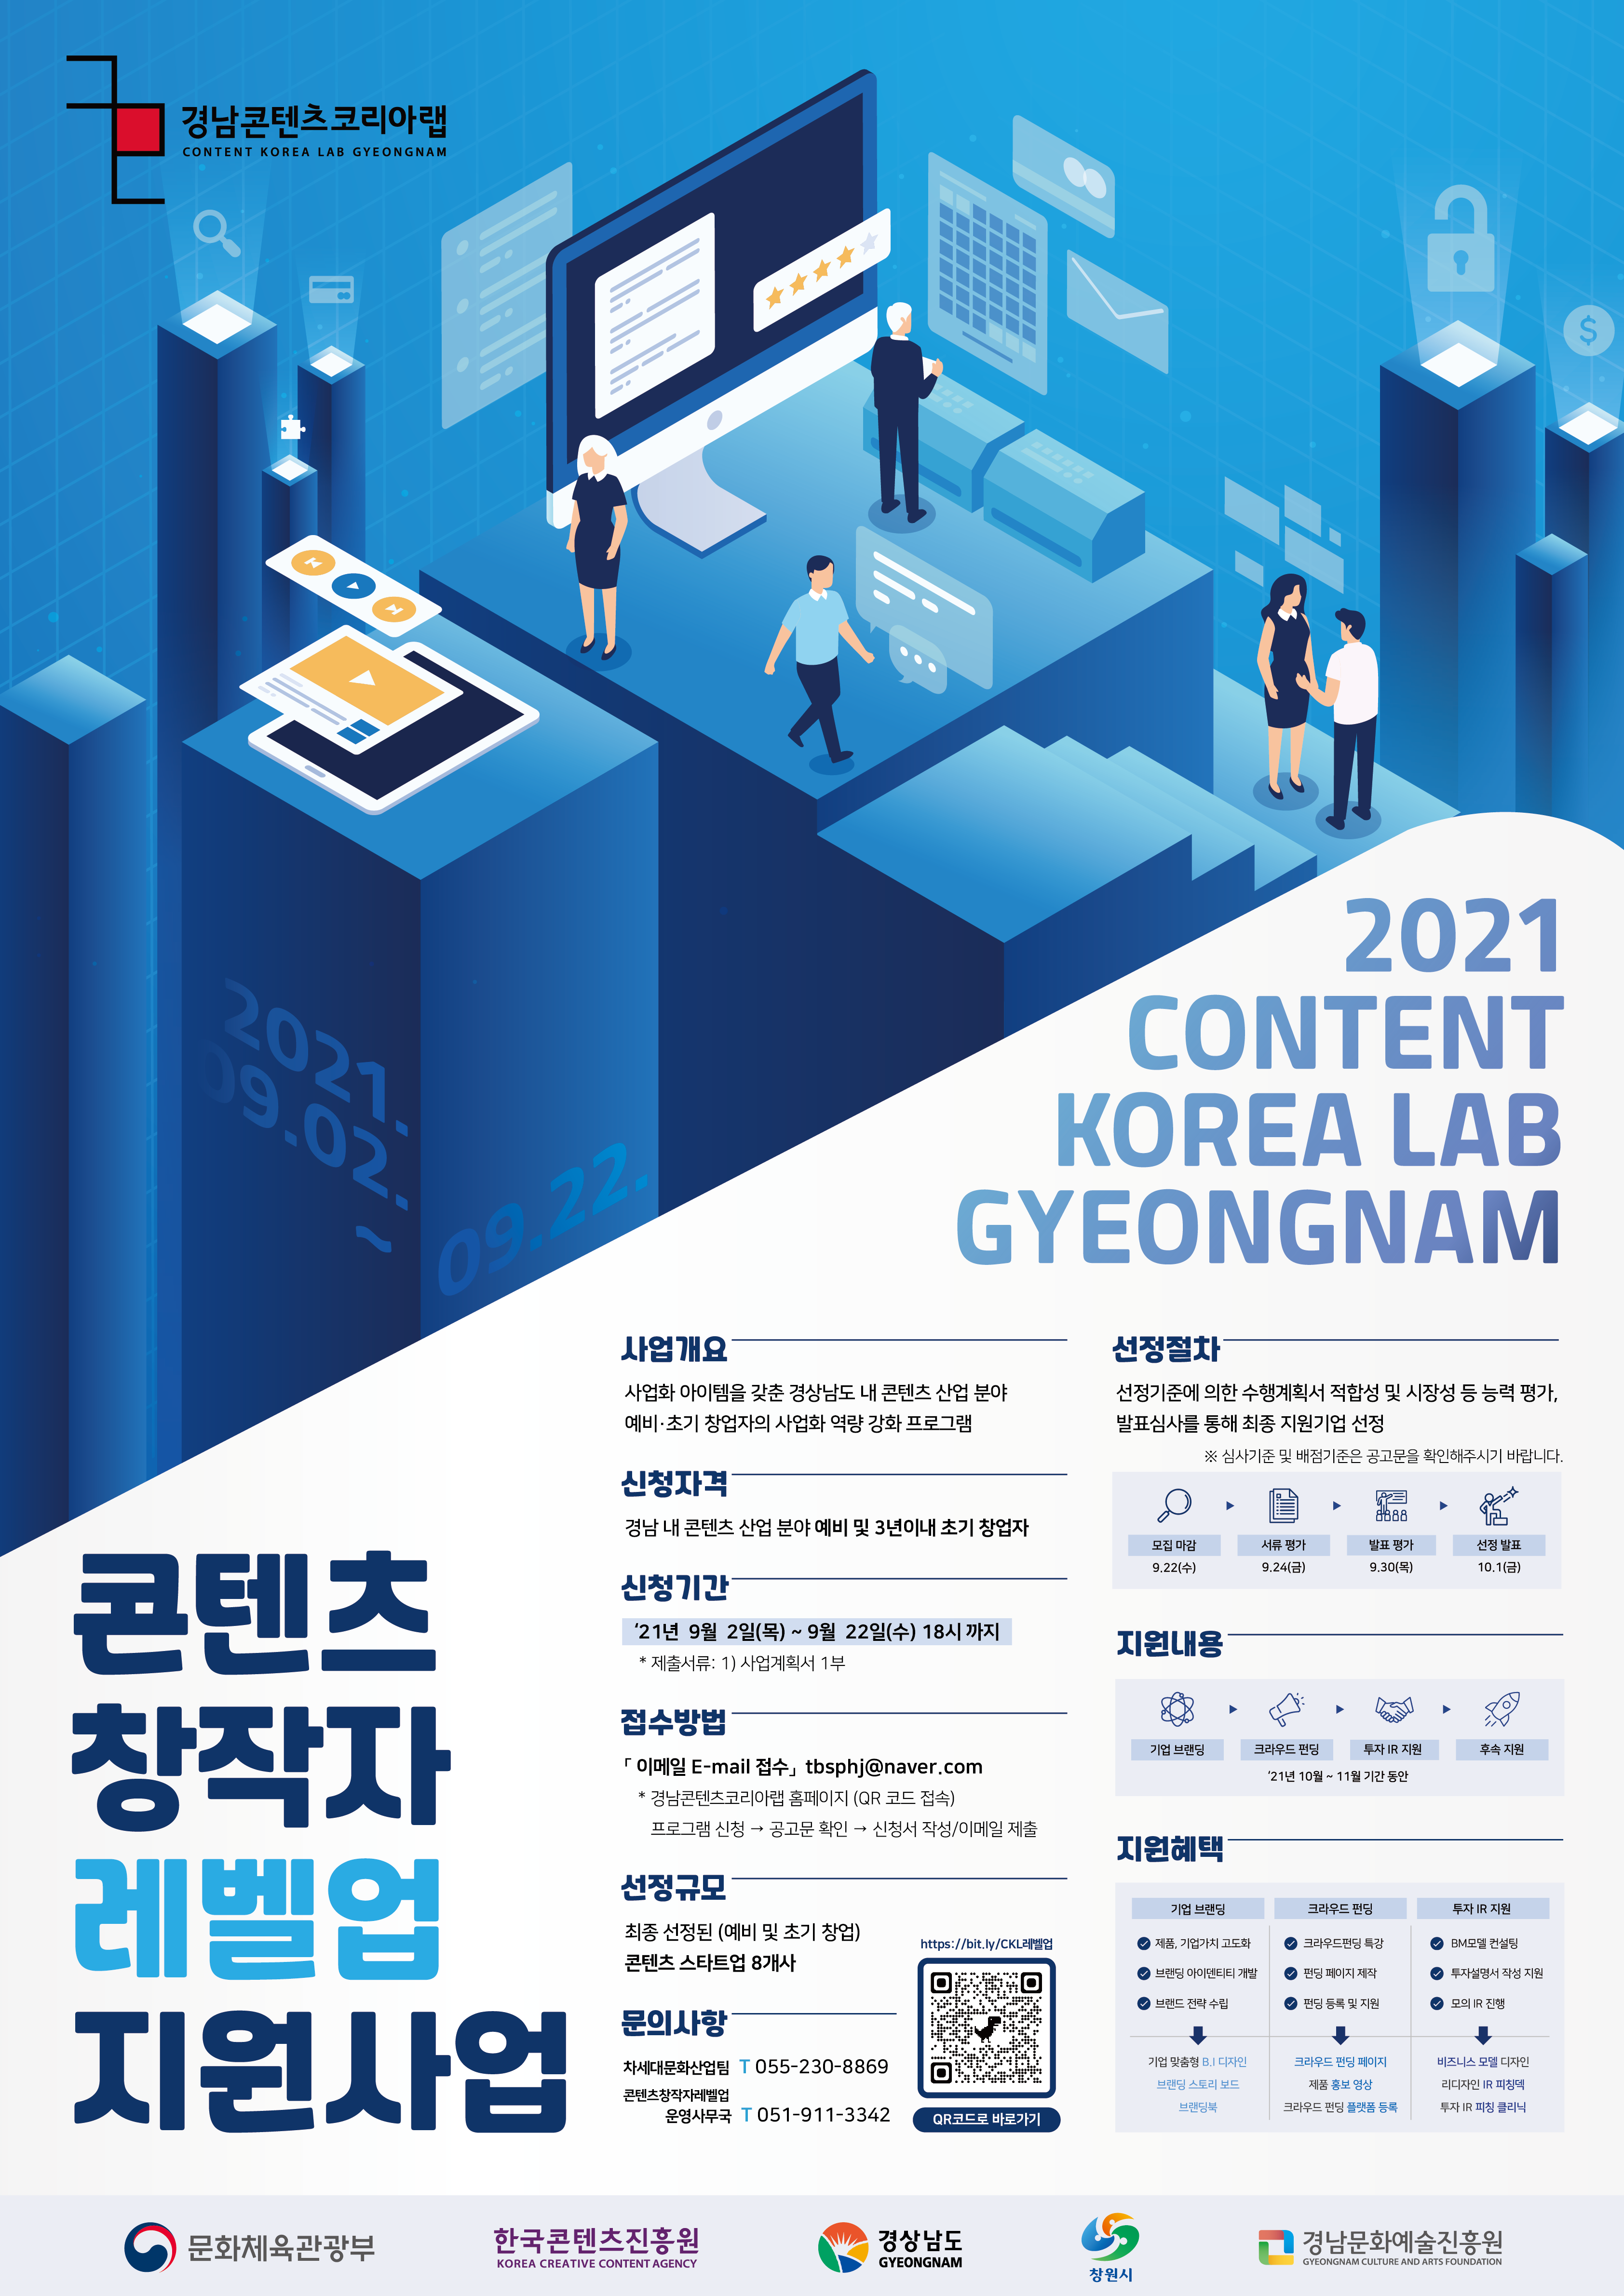 경남콘텐츠코리아랩
CONTENT KOREA LAB GYEONGNAM
2021.
09.02.
~
09.22.
2021
CONTENT
KOREA LAB
GYEONGNAM
콘텐츠
창작자
레벨업
지원사업
사업개요
사업화 아이템을 갖춘 경상남도 내 콘텐츠 산업 분야
예비·초기 창업자의 사업화 역량 강화 프로그램
신청자격
경남 내 콘텐츠 산업 분야 예비 및 3년이내 초기 창업자
신청기간
‘21년 9월 2일(목) ~ 9월 22일(수) 18시 까지
* 제출서류: 1) 사업계획서 1부
접수방법
「 이메일 E-mail 접수」 tbsphj@naver.com
* 경남콘텐츠코리아랩 홈페이지 (QR 코드 접속)
프로그램 신청 → 공고문 확인 → 신청서 작성/이메일 제출
선정규모
최종 선정된 (예비 및 초기 창업)
콘텐츠 스타트업 8개사
문의사항
차세대문화산업팀 T 055-230-8869
콘텐츠창작자레벨업
운영사무국 T 051-911-3342
https://bit.ly/CKL레벨업
QR코드로 바로가기
선정절차
선정기준에 의한 수행계획서 적합성 및 시장성 등 능력 평가,
발표심사를 통해 최종 지원기업 선정
※ 심사기준 및 배점기준은 공고문을 확인해주시기 바랍니다.
모집 마감 서류 평가 발표 평가 선정 발표
9.22(수) 9.24(금) 9.30(목) 10.1(금)
지원내용
기업 브랜딩 크라우드 펀딩 투자 IR 지원 후속 지원
‘21년 10월 ~ 11월 기간 동안
지원혜택
기업 브랜딩 크라우드 펀딩 투자 IR 지원
제품, 기업가치 고도화 크라우드펀딩 특강 BM모델 컨설팅
브랜딩 아이덴티티 개발 펀딩 페이지 제작 투자설명서 작성 지원
브랜드 전략 수립 펀딩 등록 및 지원 모의 IR 진행
기업 맞춤형 B.I 디자인 크라우드 펀딩 페이지 비즈니스 모델 디자인
브랜딩 스토리 보드 제품 홍보 영상 리디자인 IR 피칭덱
브랜딩북 크라우드 펀딩 플랫폼 등록 투자 IR 피칭 클리닉
문화체육관광부
한국콘텐츠진흥원
KOREA CREATIVE CONTENT AGENCY
경상남도
GYEONGNAM
창원시
경남문화예술진흥원
GYEONGNAM CULTURE AND ARTS FOUNDATION